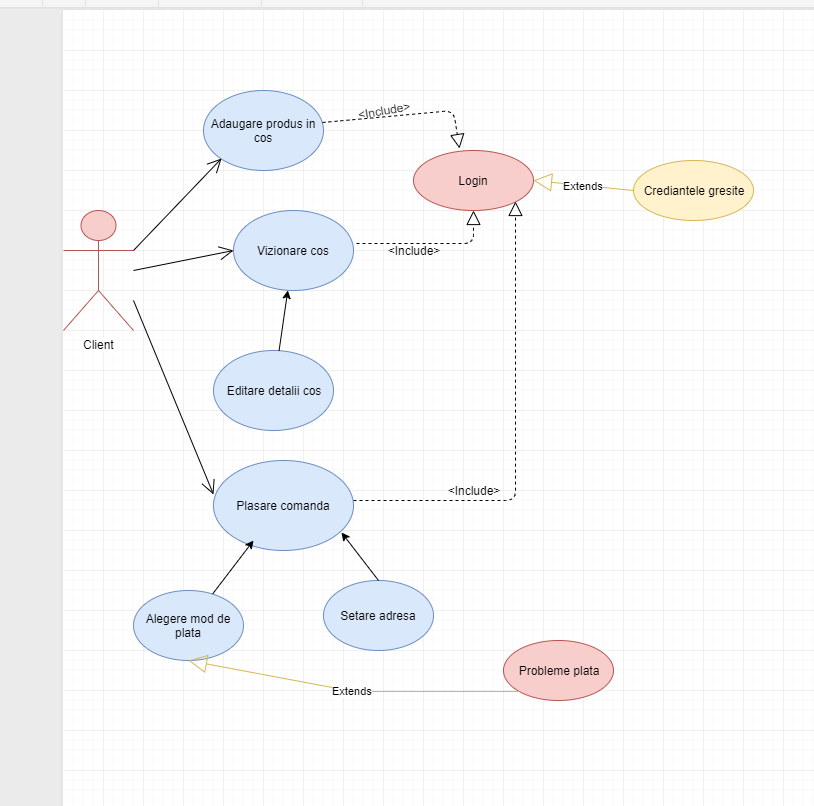 <Include>
Adaugare produs in
cos
Login
Extends
Crediantele gresite
Vizionare cos
<Include>
Client
Editare detalii cos
<Include>
Plasare comanda
Alegere mod de
plata
Setare adresa
Probleme plata
Extends